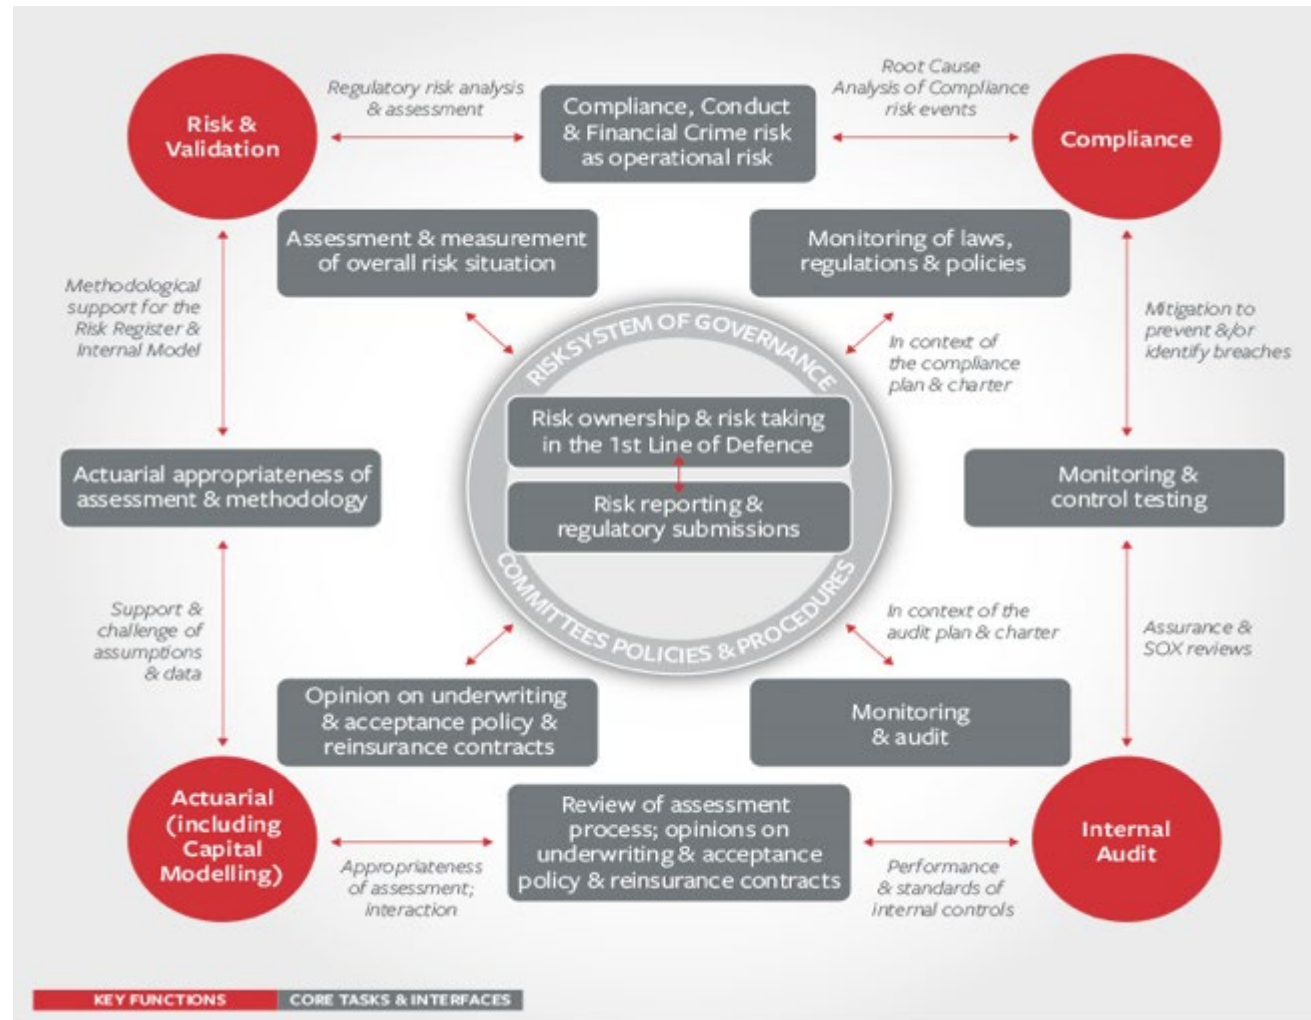 Risk &
Validation
Regulatory risk analysis
& assessment
Compliance, Conduct
& Financial Crime risk
as operational risk
Root Cause
Analysis of Compliance
risk events
Compliance
Assessment & measurement
of overall risk situation
Monitoring of laws,
regulations & policies
Methodological
support for the
Risk Register &
Internal Model
RISK SYSTEM OF GOVERNANCE
In context of
the compliance
plan & charter
Mitigation to
prevent &/or
identify breaches
Risk ownership & risk taking
in the 1st Line of Defence
Actuarial appropriateness of
assessment & methodology
Monitoring &
control testing
Risk reporting &
regulatory submissions
COMMITTEES POLICIES & PROCEDURES
Support &
challenge of
assumptions
& data
In context of the
audit plan & charter
Assurance &
SOX reviews
Opinion on underwriting
& acceptance policy &
reinsurance contracts
Monitoring
& audit
Actuarial
(including
Capital
Modelling)
Appropriateness
of assessment;
interaction
Review of assessment
process; opinions on
underwriting & acceptance
policy & reinsurance contracts
Performance
& standards of
internal controls
Internal
Audit
KEY FUNCTIONS
CORE TASKS & INTERFACES